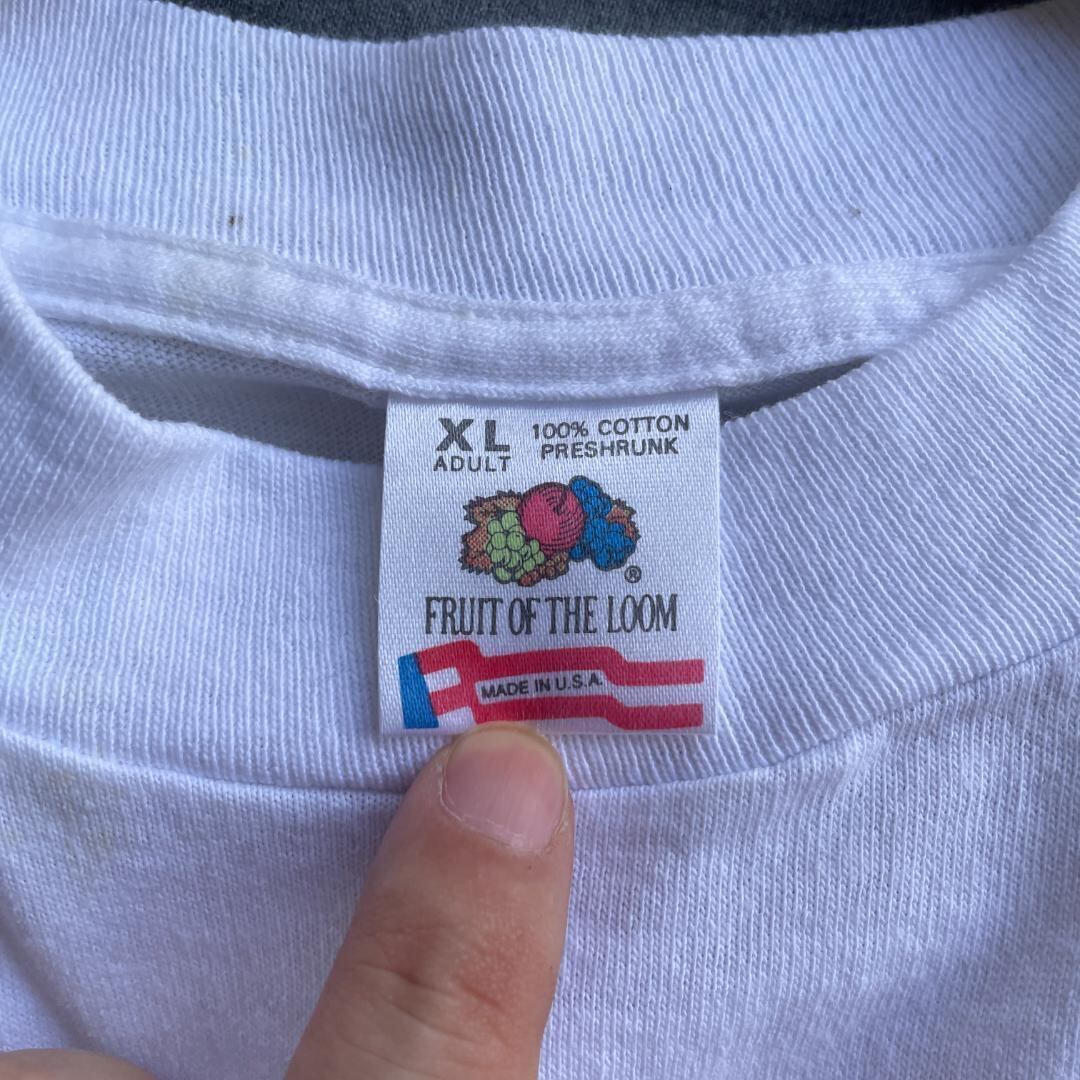 XL 100% COTTON
ADULT PRESHRUNK
®
FRUIT OF THE LOOM
MADE IN U.S.A.